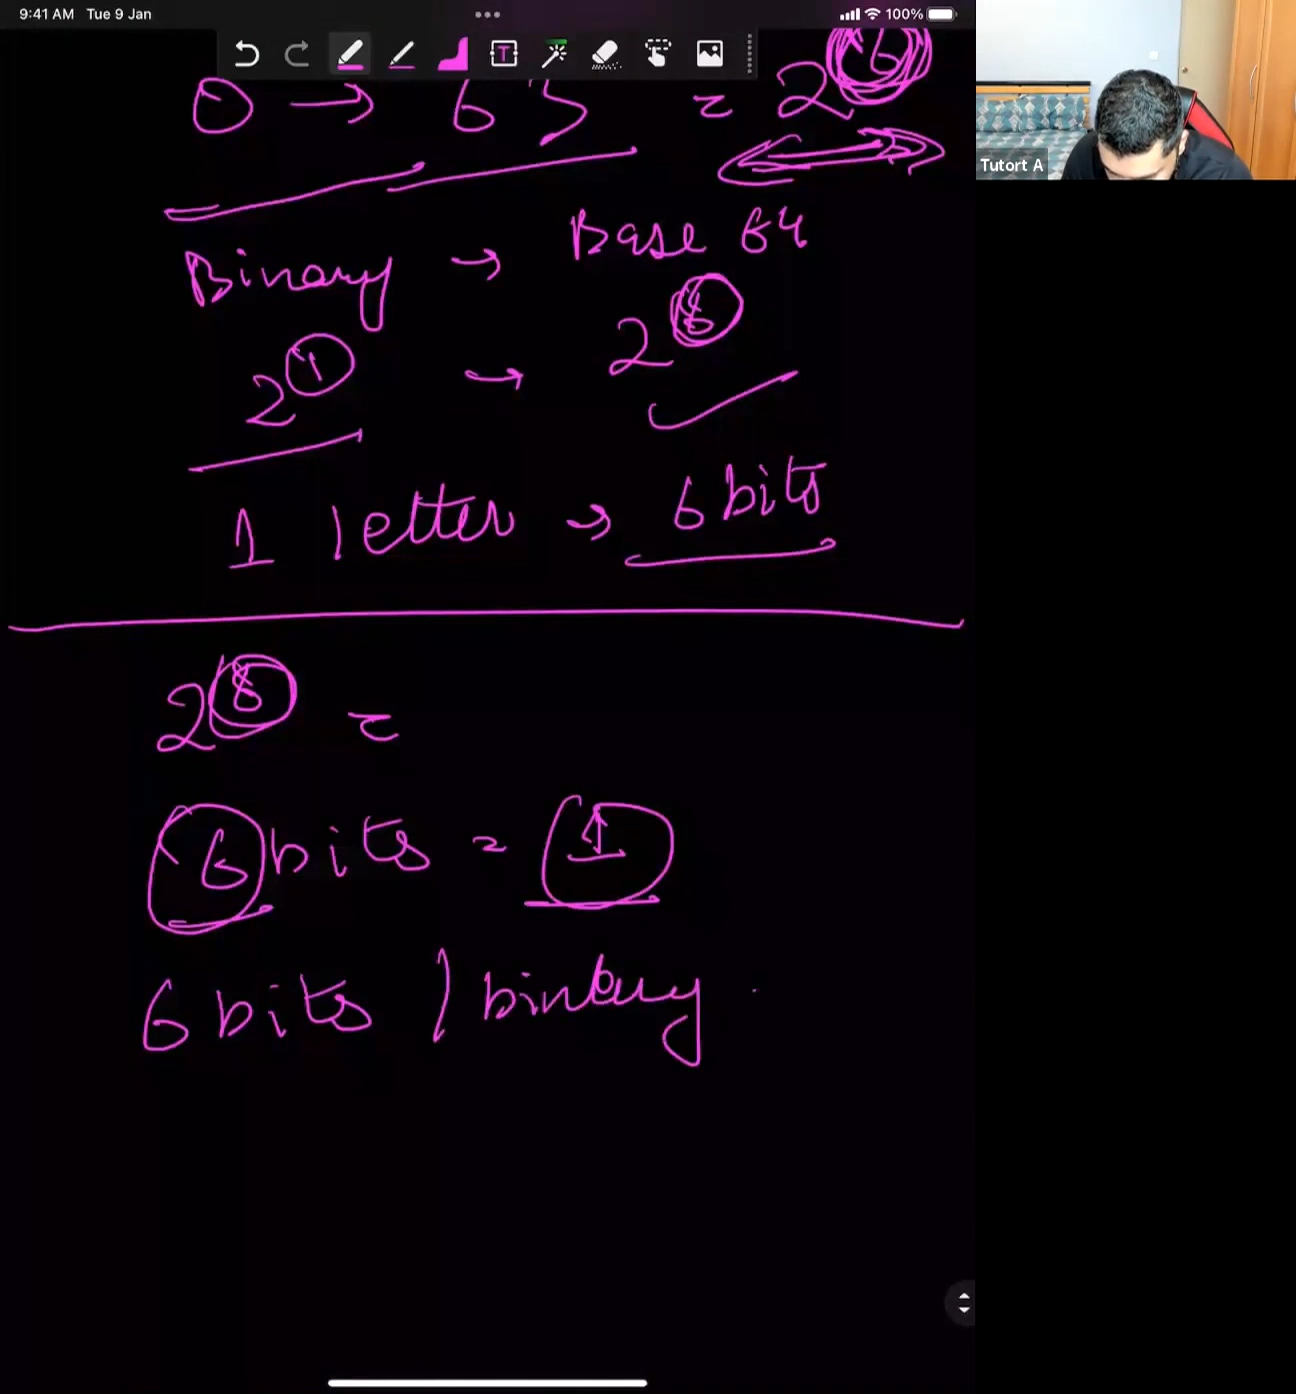 9:41 AM Tue 9 Jan 100%
T
0 → 63 = 2^6
Tutort A
Binary → Base 64
2^1 → 2^6
1 letter → 6 bits
2^8 =
6 bits = 1
6 bits / binary